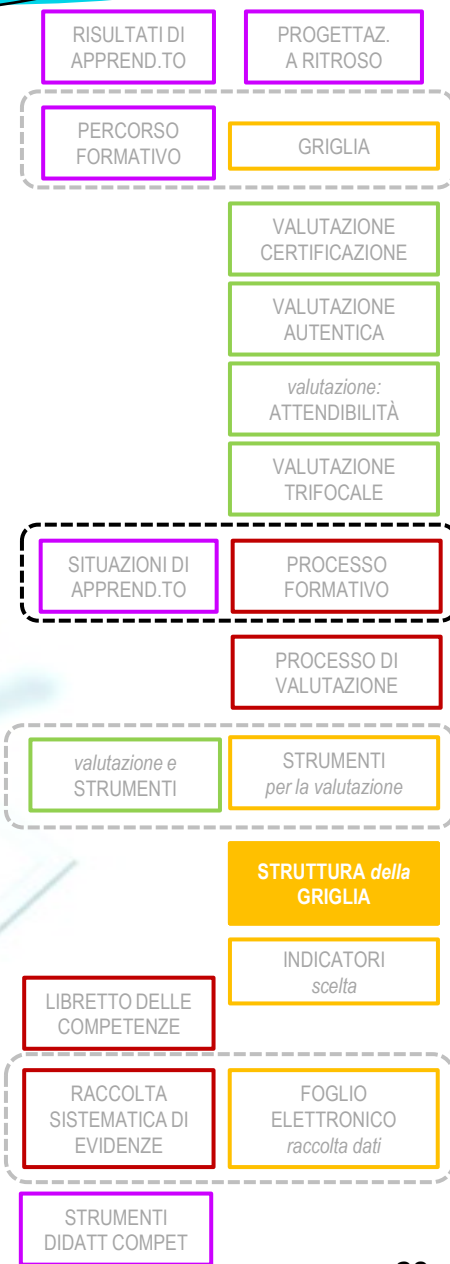 RISULTATI DI
APPREND.TO
PROGETTAZ.
A RITROSO
PERCORSO
FORMATIVO
GRIGLIA
VALUTAZIONE
CERTIFICAZIONE
VALUTAZIONE
AUTENTICA
valutazione:
ATTENDIBILITÀ
VALUTAZIONE
TRIFOCALE
SITUAZIONI DI
APPREND.TO
PROCESSO
FORMATIVO
PROCESSO DI
VALUTAZIONE
valutazione e
STRUMENTI
STRUMENTI
per la valutazione
STRUTTURA della
GRIGLIA
INDICATORI
scelta
LIBRETTO DELLE
COMPETENZE
RACCOLTA
SISTEMATICA DI
EVIDENZE
FOGLIO
ELETTRONICO
raccolta dati
STRUMENTI
DIDATT COMPET